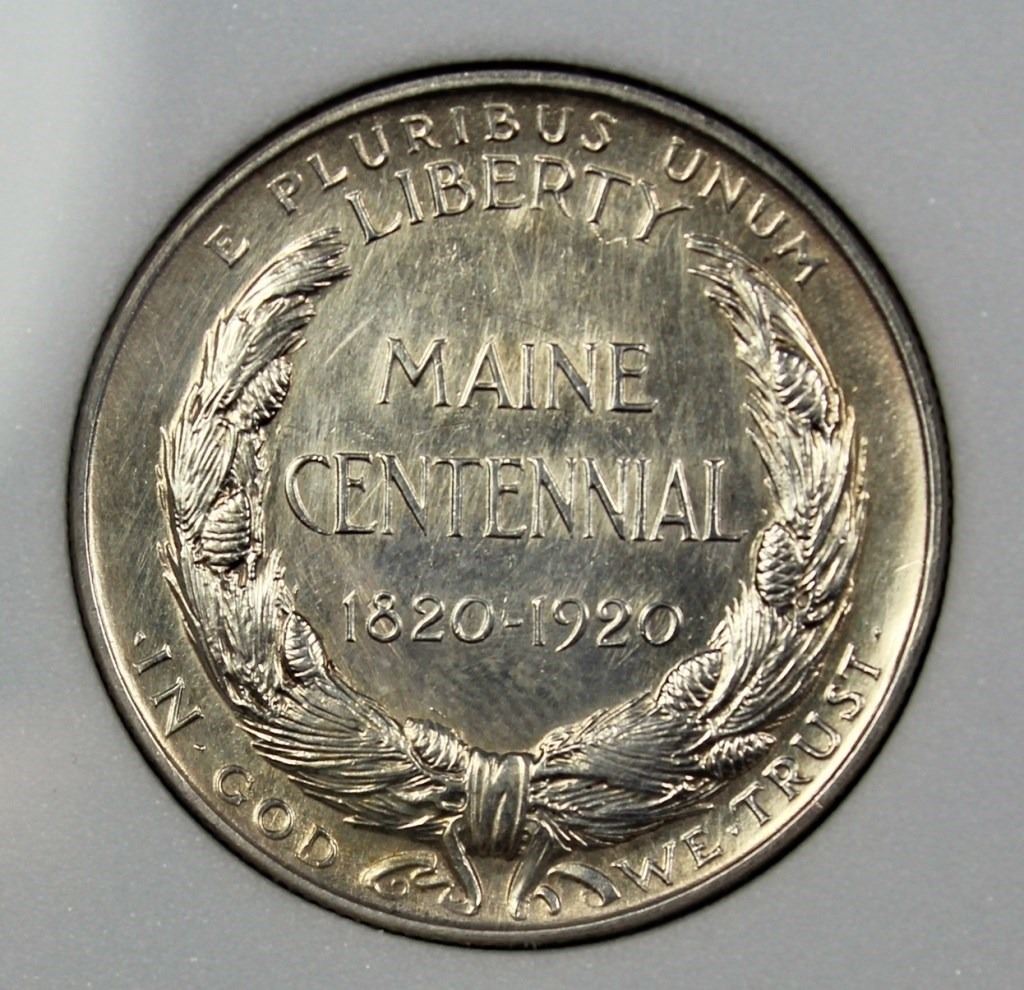 E PLURIBUS UNUM
LIBERTY
MAINE
CENTENNIAL
1820-1920
·IN·GOD WE·TRUST·